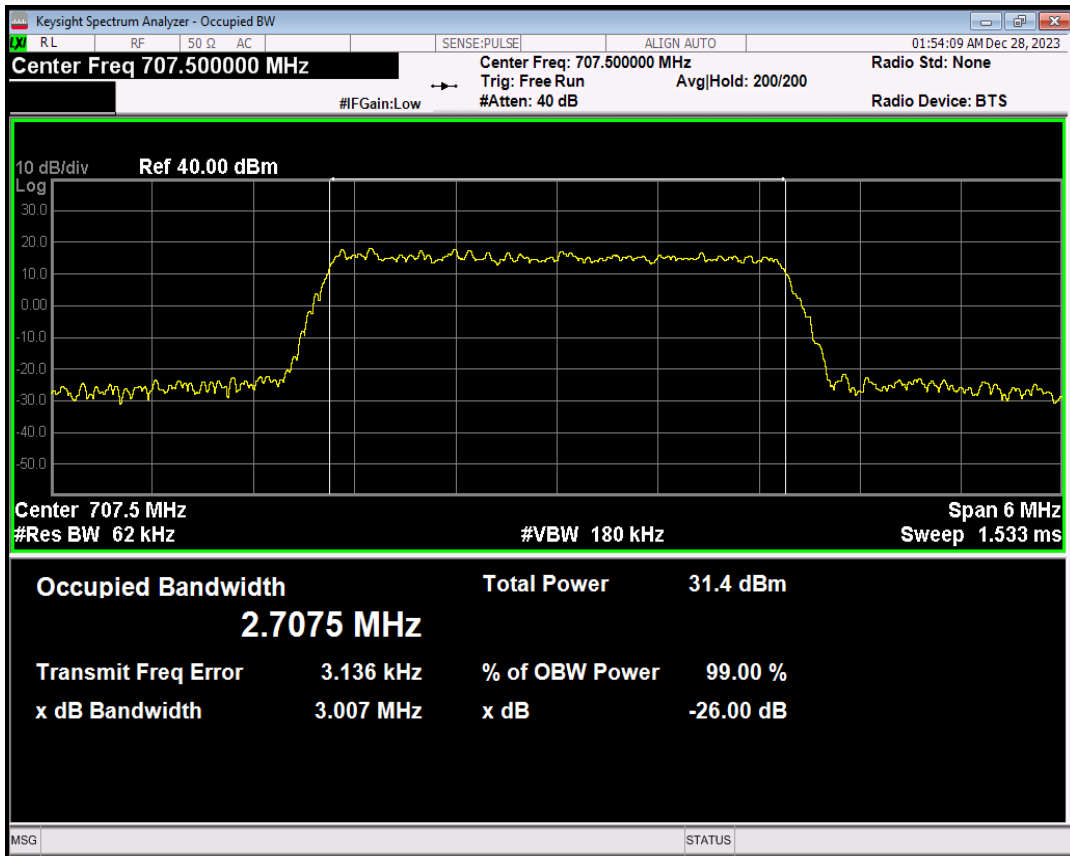 Keysight Spectrum Analyzer - Occupied BW
LXI RL RF 50 Ω AC SENSE:PULSE ALIGN AUTO 01:54:09 AM Dec 28, 2023
Center Freq 707.500000 MHz Center Freq: 707.500000 MHz Radio Std: None
Trig: Free Run Avg|Hold: 200/200
#IFGain:Low #Atten: 40 dB Radio Device: BTS
10 dB/div Ref 40.00 dBm
Log
30.0
20.0
10.0
0.00
-10.0
-20.0
-30.0
-40.0
-50.0
Center 707.5 MHz Span 6 MHz
#Res BW 62 kHz #VBW 180 kHz Sweep 1.533 ms
Occupied Bandwidth Total Power 31.4 dBm
2.7075 MHz
Transmit Freq Error 3.136 kHz % of OBW Power 99.00 %
x dB Bandwidth 3.007 MHz x dB -26.00 dB
MSG STATUS